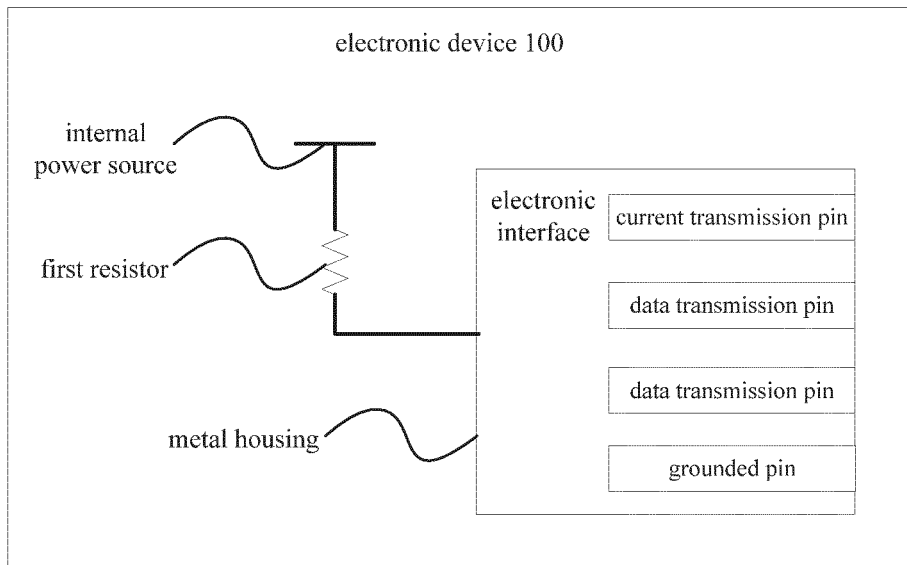 electronic device 100
internal
power source
first resistor
metal housing
electronic
interface
current transmission pin
data transmission pin
data transmission pin
grounded pin